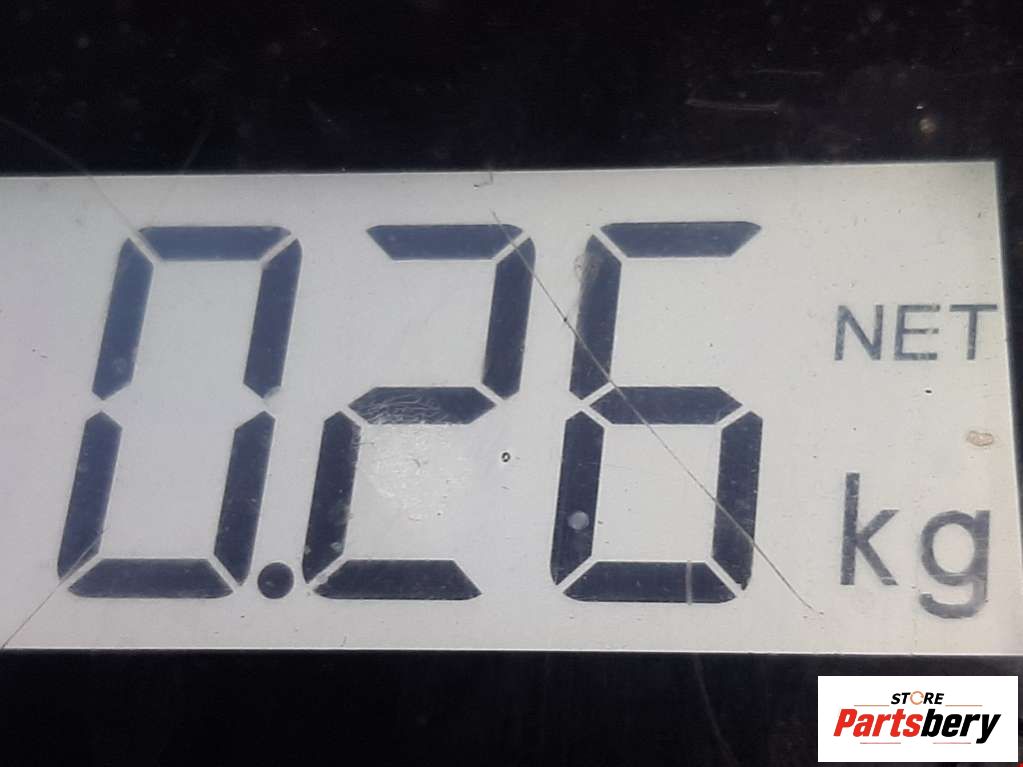 0.26
NET
kg
STORE
Partsbery